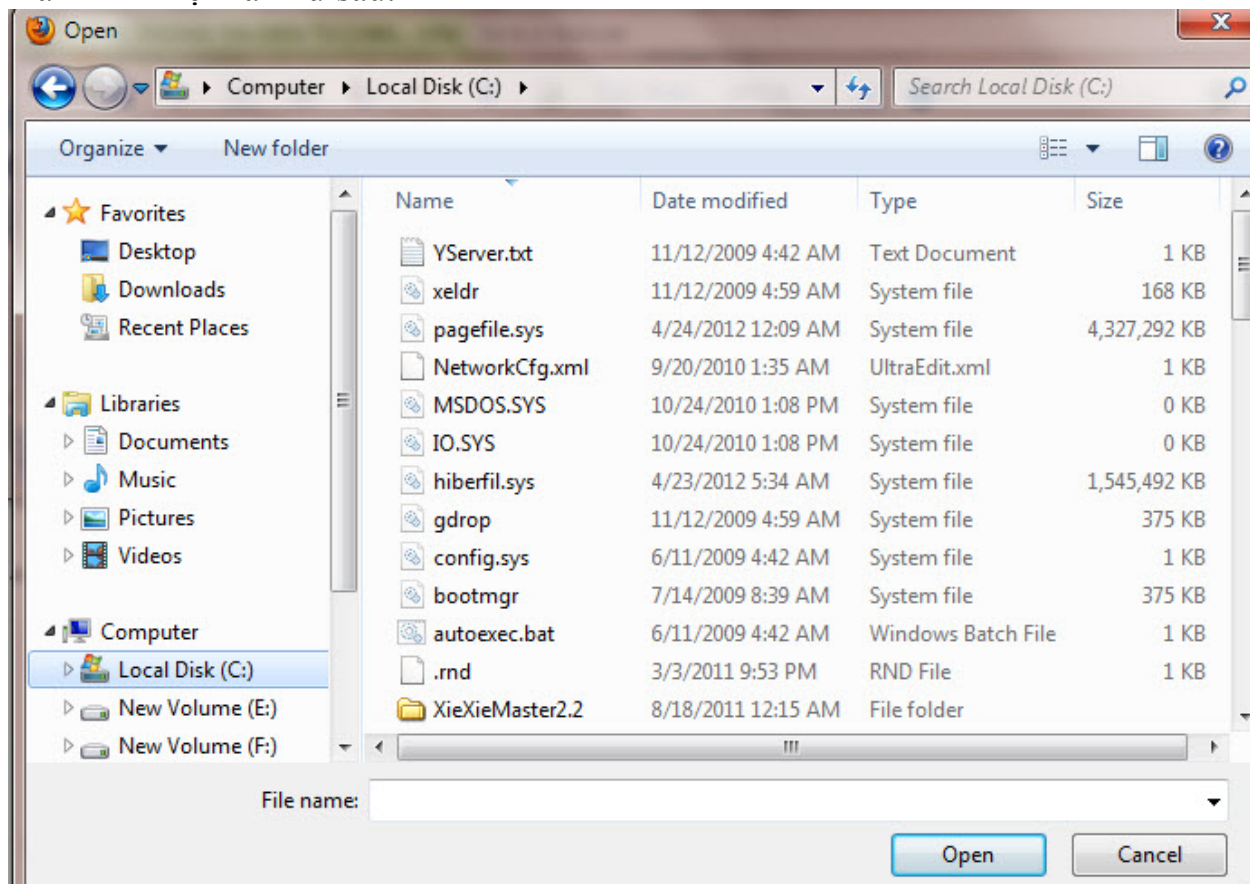 Open
Computer Local Disk (C:)
Search Local Disk (C:)
Organize New folder
Name Date modified Type Size
Favorites
Desktop
Downloads
Recent Places
Libraries
Documents
Music
Pictures
Videos
Computer
Local Disk (C:)
New Volume (E:)
New Volume (F:)
YServer.txt 11/12/2009 4:42 AM Text Document 1 KB
xeldr 11/12/2009 4:59 AM System file 168 KB
pagefile.sys 4/24/2012 12:09 AM System file 4,327,292 KB
NetworkCfg.xml 9/20/2010 1:35 AM UltraEdit.xml 1 KB
MSDOS.SYS 10/24/2010 1:08 PM System file 0 KB
IO.SYS 10/24/2010 1:08 PM System file 0 KB
hiberfil.sys 4/23/2012 5:34 AM System file 1,545,492 KB
gdrop 11/12/2009 4:59 AM System file 375 KB
config.sys 6/11/2009 4:42 AM System file 1 KB
bootmgr 7/14/2009 8:39 AM System file 375 KB
autoexec.bat 6/11/2009 4:42 AM Windows Batch File 1 KB
.rnd 3/3/2011 9:53 PM RND File 1 KB
XieXieMaster2.2 8/18/2011 12:15 AM File folder
File name:
Open Cancel